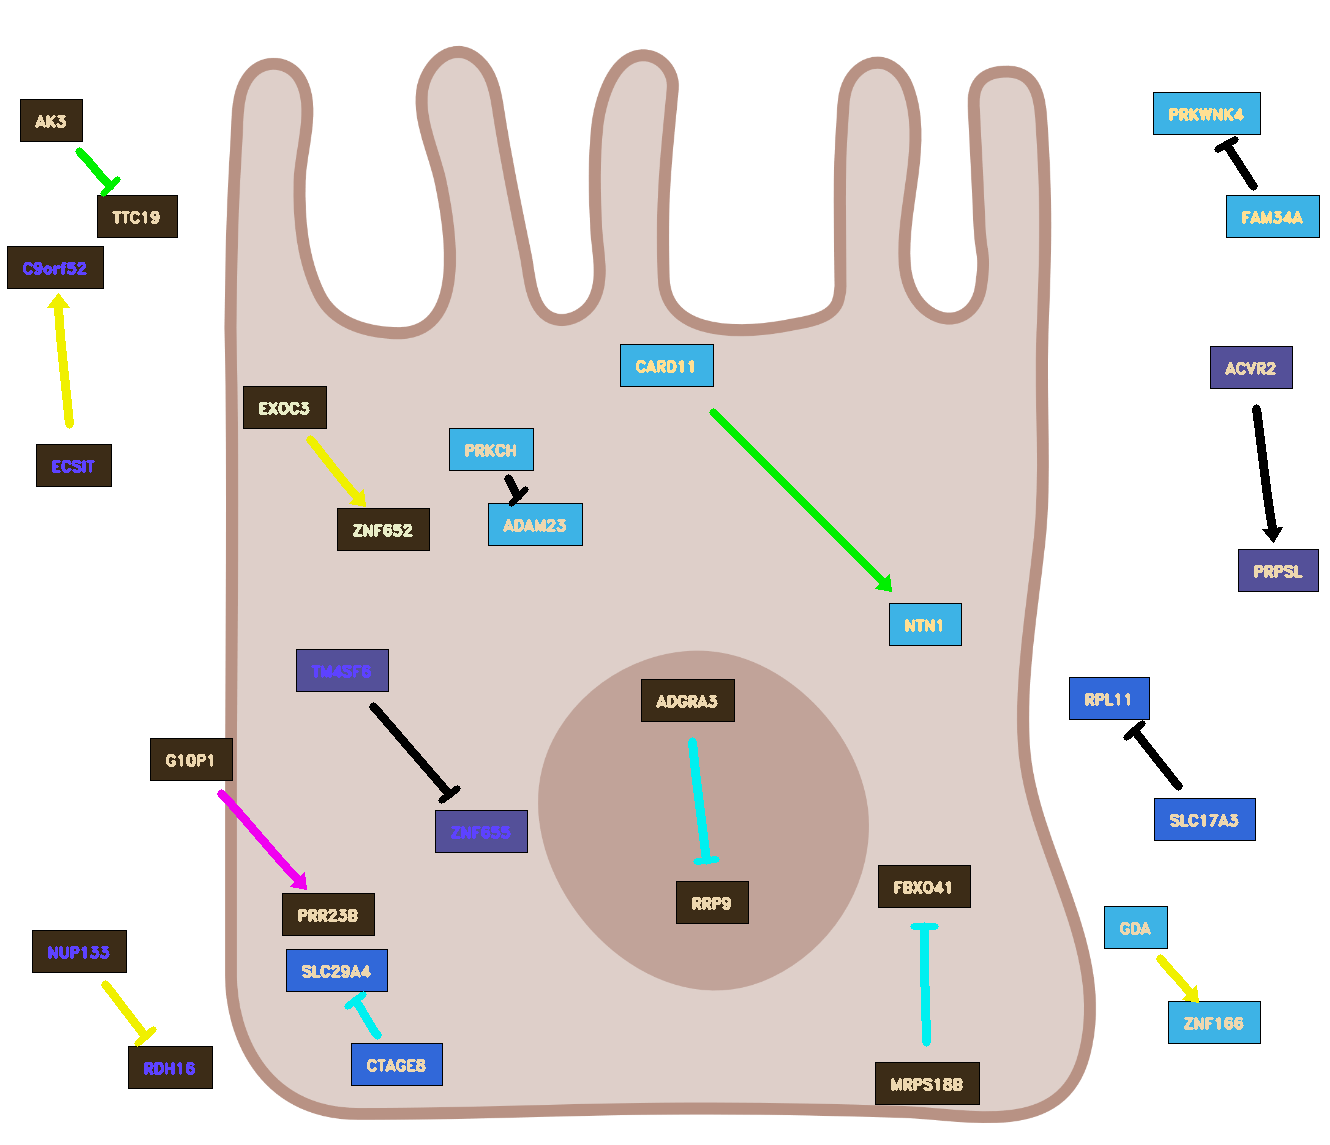 AK3
PRKWNK4
TTC19
FAM34A
C9orf52
CARD11
ACVR2
EXOC3
PRKCH
ECSIT
ADAM23
ZNF652
PRPSL
NTN1
TM4SF6
ADGRA3
RPL11
G10P1
SLC17A3
ZNF655
FBXO41
RRP9
PRR23B
GDA
NUP133
SLC29A4
ZNF166
CTAGE8
RDH16
MRPS18B